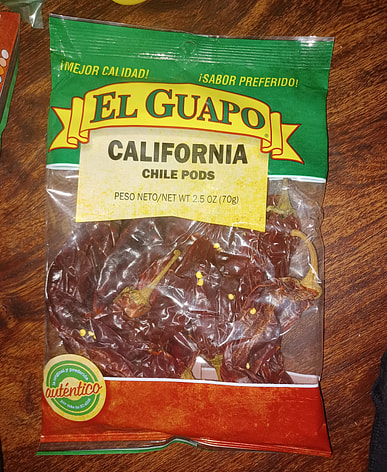 ¡MEJOR CALIDAD!
¡SABOR PREFERIDO!
EL GUAPO®
CALIFORNIA
CHILE PODS
PESO NETO/NET WT 2.5 OZ (70g)
auténtico